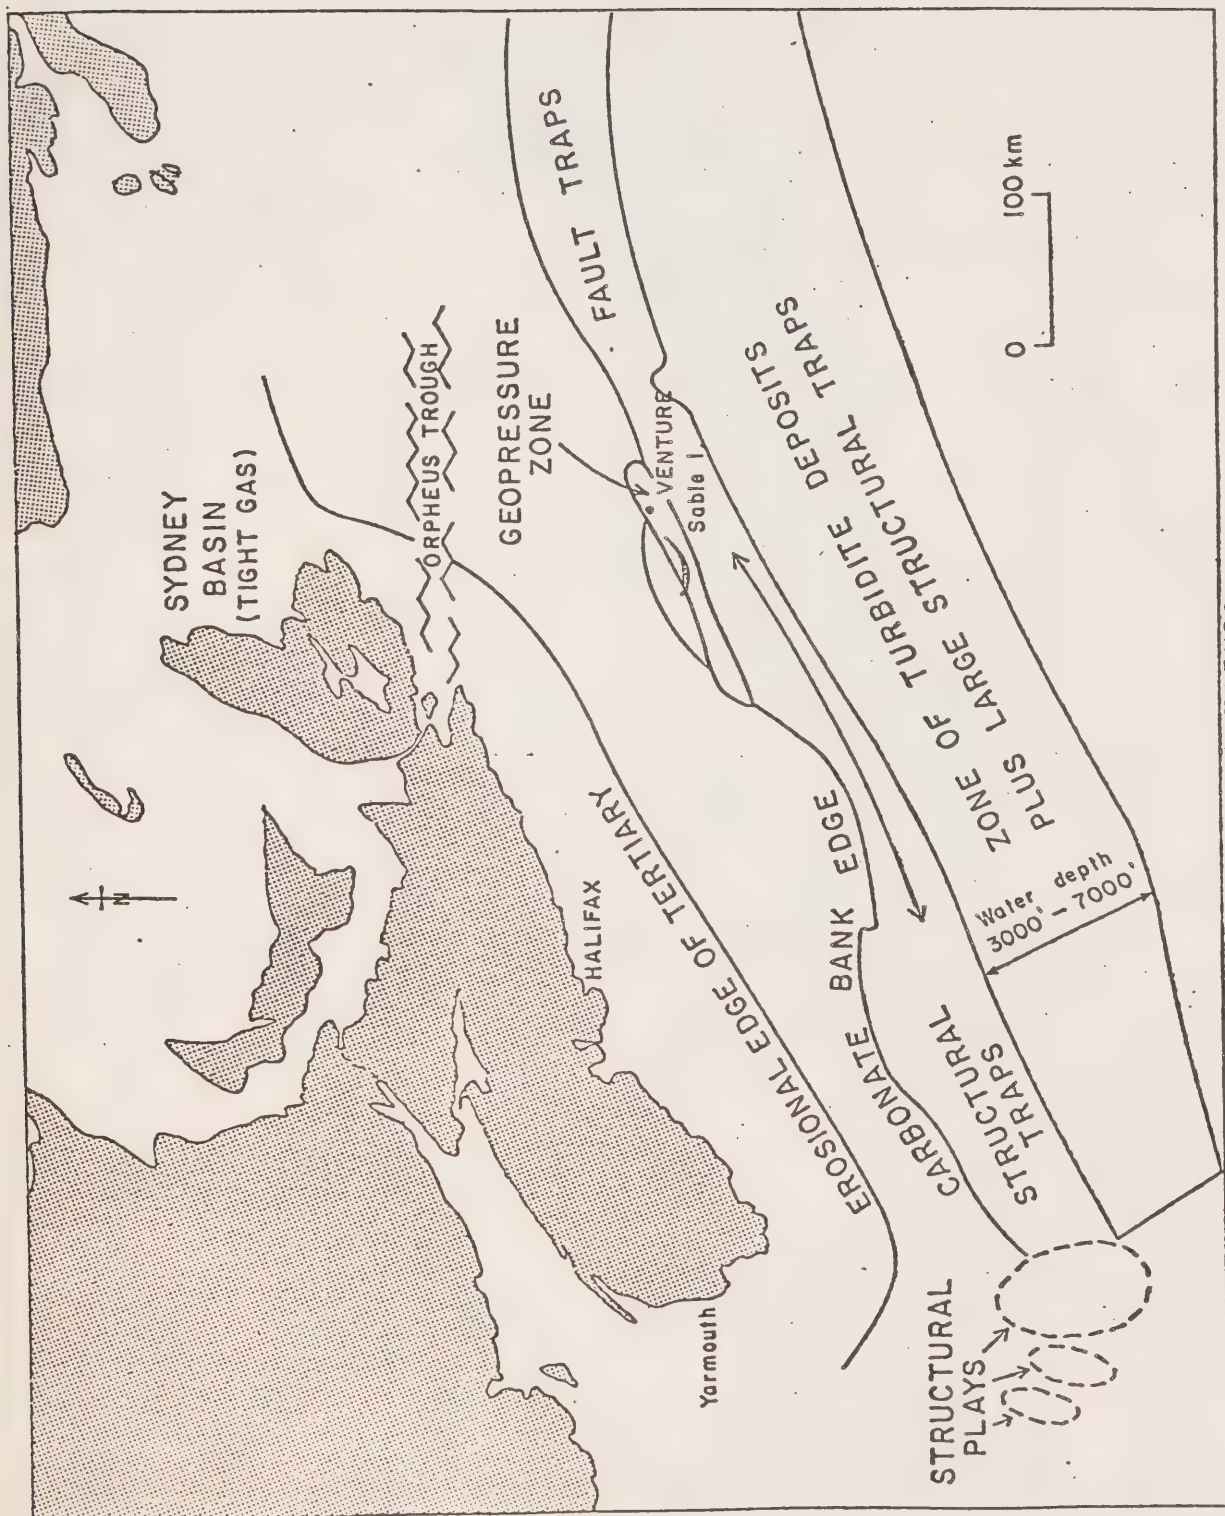 SYDNEY
BASIN
(TIGHT GAS)
ORPHEUS TROUGH
GEOPRESSURE
ZONE
FAULT TRAPS
VENTURE
Sable I.
N
HALIFAX
EROSIONAL EDGE OF TERTIARY
CARBONATE BANK EDGE
ZONE OF TURBIDITE DEPOSITS
PLUS LARGE STRUCTURAL TRAPS
Water depth
3000' - 7000'
STRUCTURAL
TRAPS
STRUCTURAL
PLAYS
Yarmouth
0 100 km